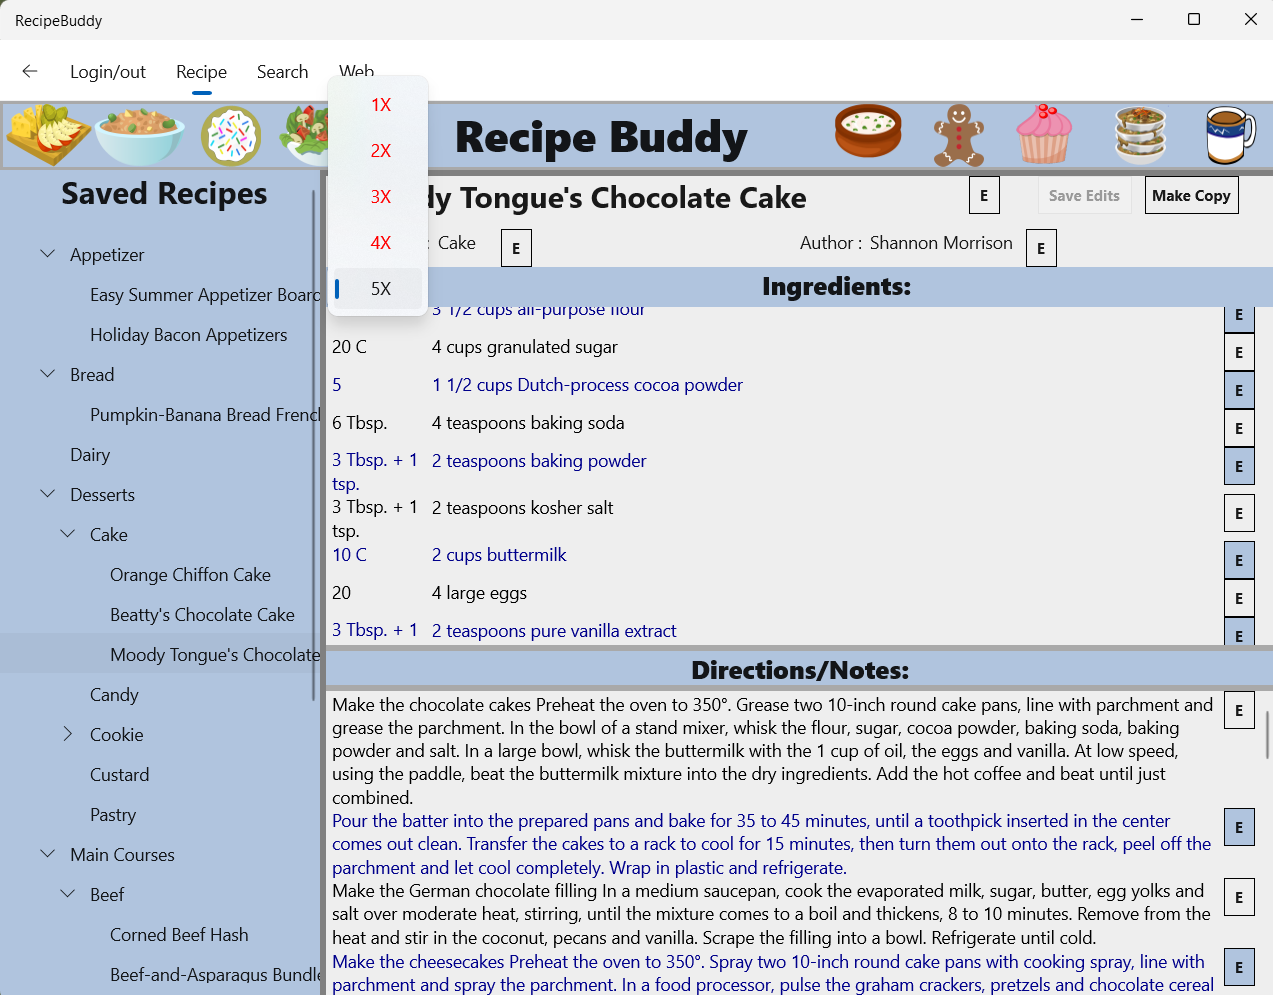 RecipeBuddy
Login/out Recipe Search Web
Recipe Buddy
1X
2X
3X
4X
5X
Saved Recipes
Appetizer
Easy Summer Appetizer Board
Holiday Bacon Appetizers
Bread
Pumpkin-Banana Bread French
Dairy
Desserts
Cake
Orange Chiffon Cake
Beatty's Chocolate Cake
Moody Tongue's Chocolate
Candy
Cookie
Custard
Pastry
Main Courses
Beef
Corned Beef Hash
Beef-and-Asparagus Bundle
dy Tongue's Chocolate Cake E Save Edits Make Copy
: Cake E Author : Shannon Morrison E
Ingredients:
3 1/2 cups all-purpose flour E
20 C 4 cups granulated sugar E
5 1 1/2 cups Dutch-process cocoa powder E
6 Tbsp. 4 teaspoons baking soda E
3 Tbsp. + 1 2 teaspoons baking powder E
tsp.
3 Tbsp. + 1 2 teaspoons kosher salt E
tsp.
10 C 2 cups buttermilk E
20 4 large eggs E
3 Tbsp. + 1 2 teaspoons pure vanilla extract E
Directions/Notes:
Make the chocolate cakes Preheat the oven to 350°. Grease two 10-inch round cake pans, line with parchment and E
grease the parchment. In the bowl of a stand mixer, whisk the flour, sugar, cocoa powder, baking soda, baking
powder and salt. In a large bowl, whisk the buttermilk with the 1 cup of oil, the eggs and vanilla. At low speed,
using the paddle, beat the buttermilk mixture into the dry ingredients. Add the hot coffee and beat until just
combined.
Pour the batter into the prepared pans and bake for 35 to 45 minutes, until a toothpick inserted in the center E
comes out clean. Transfer the cakes to a rack to cool for 15 minutes, then turn them out onto the rack, peel off the
parchment and let cool completely. Wrap in plastic and refrigerate.
Make the German chocolate filling In a medium saucepan, cook the evaporated milk, sugar, butter, egg yolks and E
salt over moderate heat, stirring, until the mixture comes to a boil and thickens, 8 to 10 minutes. Remove from the
heat and stir in the coconut, pecans and vanilla. Scrape the filling into a bowl. Refrigerate until cold.
Make the cheesecakes Preheat the oven to 350°. Spray two 10-inch round cake pans with cooking spray, line with E
parchment and spray the parchment. In a food processor, pulse the graham crackers, pretzels and chocolate cereal